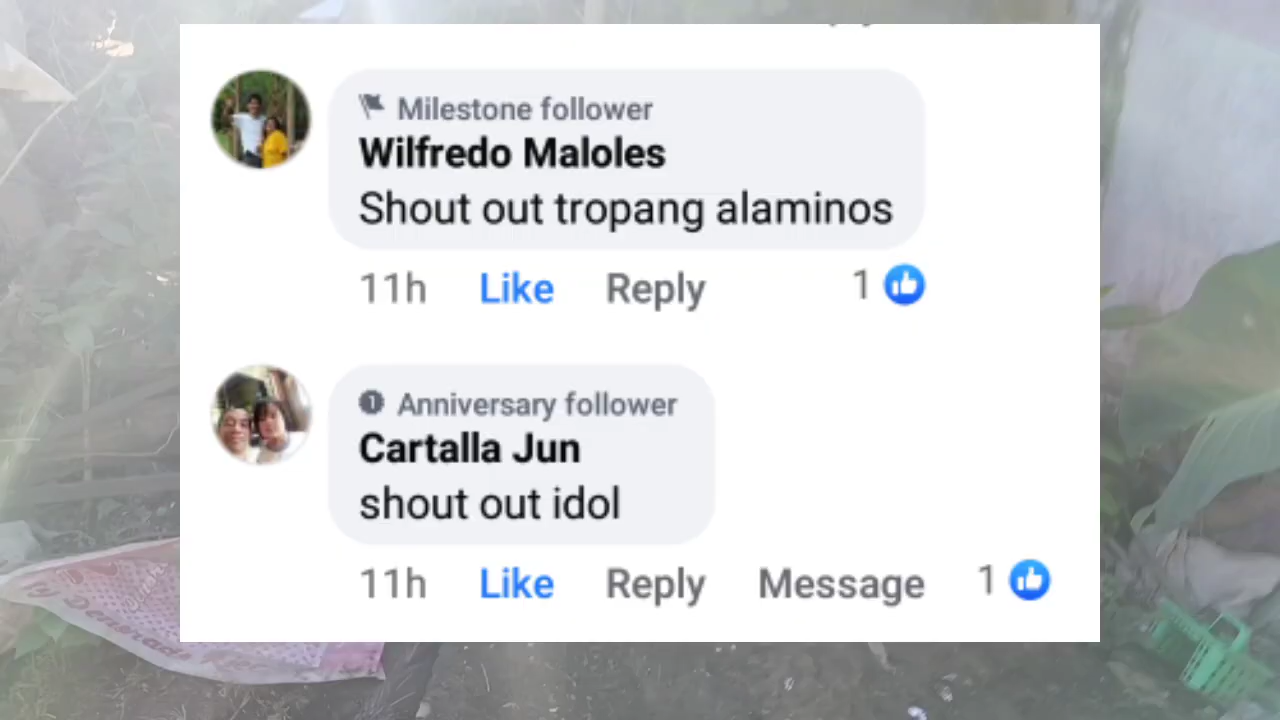 Milestone follower
Wilfredo Maloles
Shout out tropang alaminos
11h Like Reply 1
Anniversary follower
Cartalla Jun
shout out idol
11h Like Reply Message 1